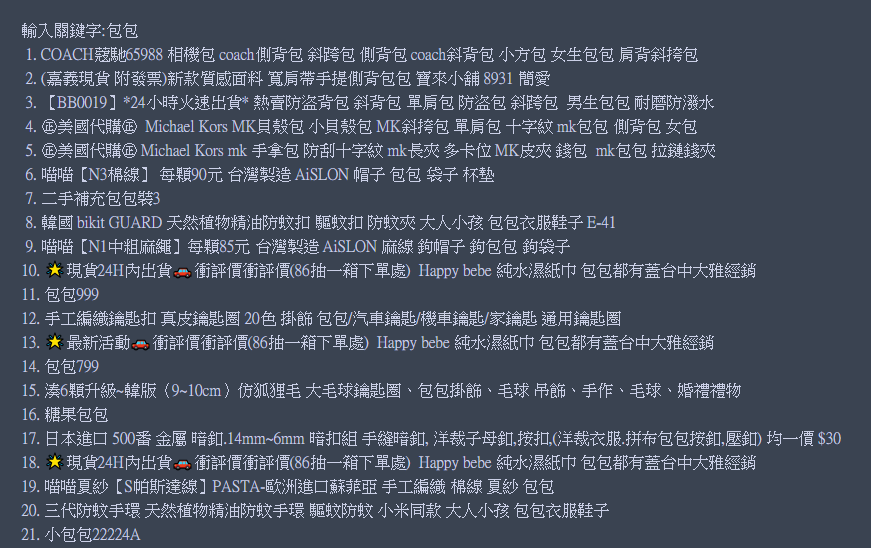 輸入關鍵字:包包
1. COACH蔻馳65988 相機包 coach側背包 斜跨包 側背包 coach斜背包 小方包 女生包包 肩背斜挎包
2. (嘉義現貨 附發票)新款質感面料 寬肩帶手提側背包包 寶來小舖 8931 簡愛
3. 【BB0019】*24小時火速出貨* 熱賣防盜背包 斜背包 單肩包 防盜包 斜跨包  男生包包 耐磨防潑水
4. ㊣美國代購㊣  Michael Kors MK貝殼包 小貝殼包 MK斜挎包 單肩包 十字紋 mk包包 側背包 女包
5. ㊣美國代購㊣ Michael Kors mk 手拿包 防刮十字紋 mk長夾 多卡位 MK皮夾 錢包  mk包包 拉鏈錢夾
6. 喵喵【N3棉線】 每顆90元 台灣製造 AiSLON 帽子 包包 袋子 杯墊
7. 二手補充包包裝3
8. 韓國 bikit GUARD 天然植物精油防蚊扣 驅蚊扣 防蚊夾 大人小孩 包包衣服鞋子 E-41
9. 喵喵【N1中粗麻繩】每顆85元  台灣製造 AiSLON 麻線 鉤帽子 鉤包包 鉤袋子
10. 🌟現貨24H內出貨🚗衝評價衝評價(86抽一箱下單處)  Happy bebe 純水濕紙巾 包包都有蓋台中大雅經銷
11. 包包999
12. 手工編織鑰匙扣 真皮鑰匙圈 20色 掛飾 包包/汽車鑰匙/機車鑰匙/家鑰匙 通用鑰匙圈
13. 🌟最新活動🚗衝評價衝評價(86抽一箱下單處)  Happy bebe 純水濕紙巾 包包都有蓋台中大雅經銷
14. 包包799
15. 湊6顆升級~韓版〈9~10cm〉仿狐狸毛 大毛球鑰匙圈、包包掛飾、毛球 吊飾、手作、毛球、婚禮禮物
16. 糖果包包
17. 日本進口 500番 金屬 暗釦.14mm~6mm 暗扣組 手縫暗釦, 洋裁子母釦,按扣,(洋裁衣服.拼布包包按釦,壓釦) 均一價 $30
18. 🌟現貨24H內出貨🚗衝評價衝評價(86抽一箱下單處)  Happy bebe 純水濕紙巾 包包都有蓋台中大雅經銷
19. 喵喵夏紗【S帕斯達線】PASTA-歐洲進口蘇菲亞 手工編織 棉線 夏紗 包包
20. 三代防蚊手環 天然植物精油防蚊手環 驅蚊防蚊 小米同款 大人小孩 包包衣服鞋子
21. 小包包22224A